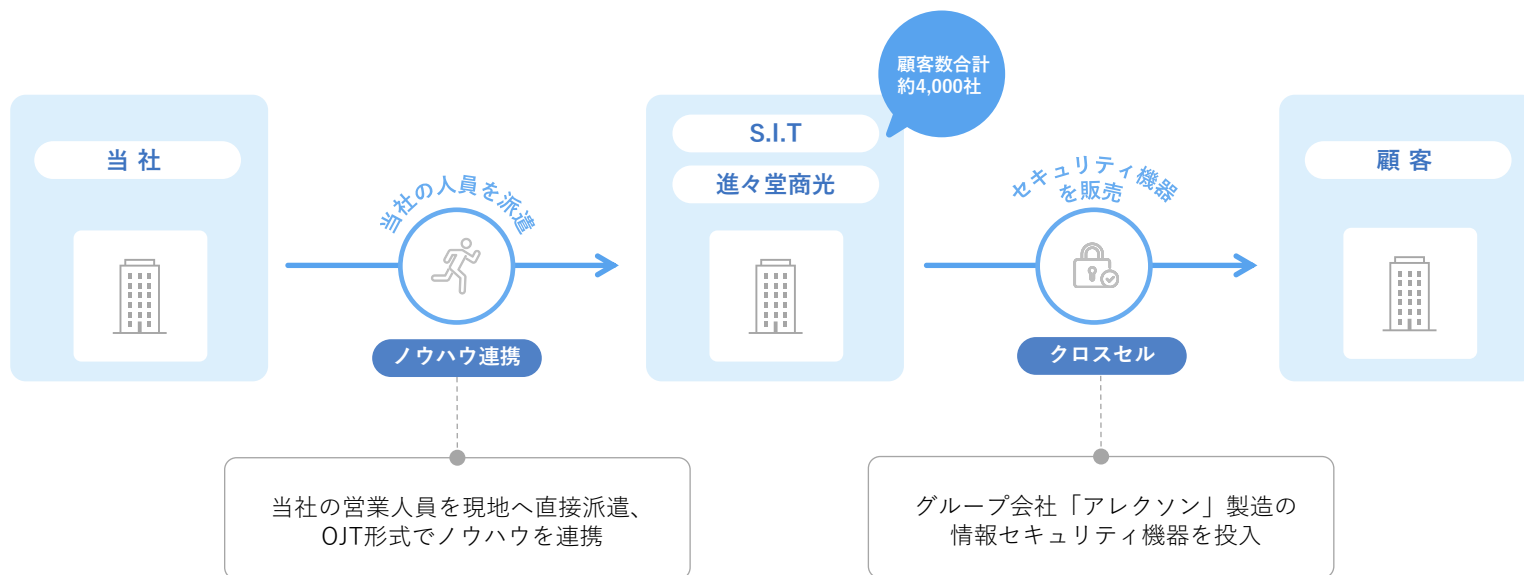 顧客数合計
約4,000社
当社
当社の人員を派遣
ノウハウ連携
当社の営業人員を現地へ直接派遣、
OJT形式でノウハウを連携
S.I.T
進々堂商光
セキュリティ機器
を販売
クロスセル
グループ会社「アレクソン」製造の
情報セキュリティ機器を投入
顧客